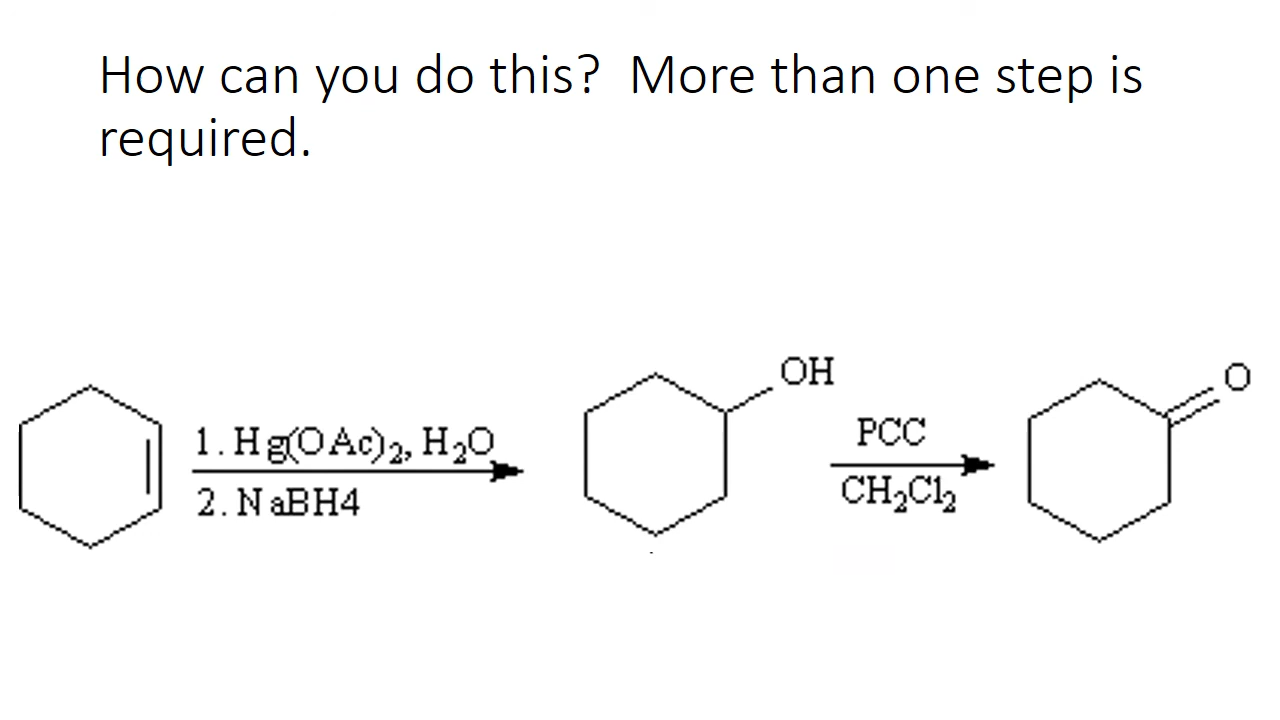 How can you do this?  More than one step is
required.
OH
O
1. Hg(OAc)₂, H₂O
PCC
2. NaBH4
CH₂Cl₂